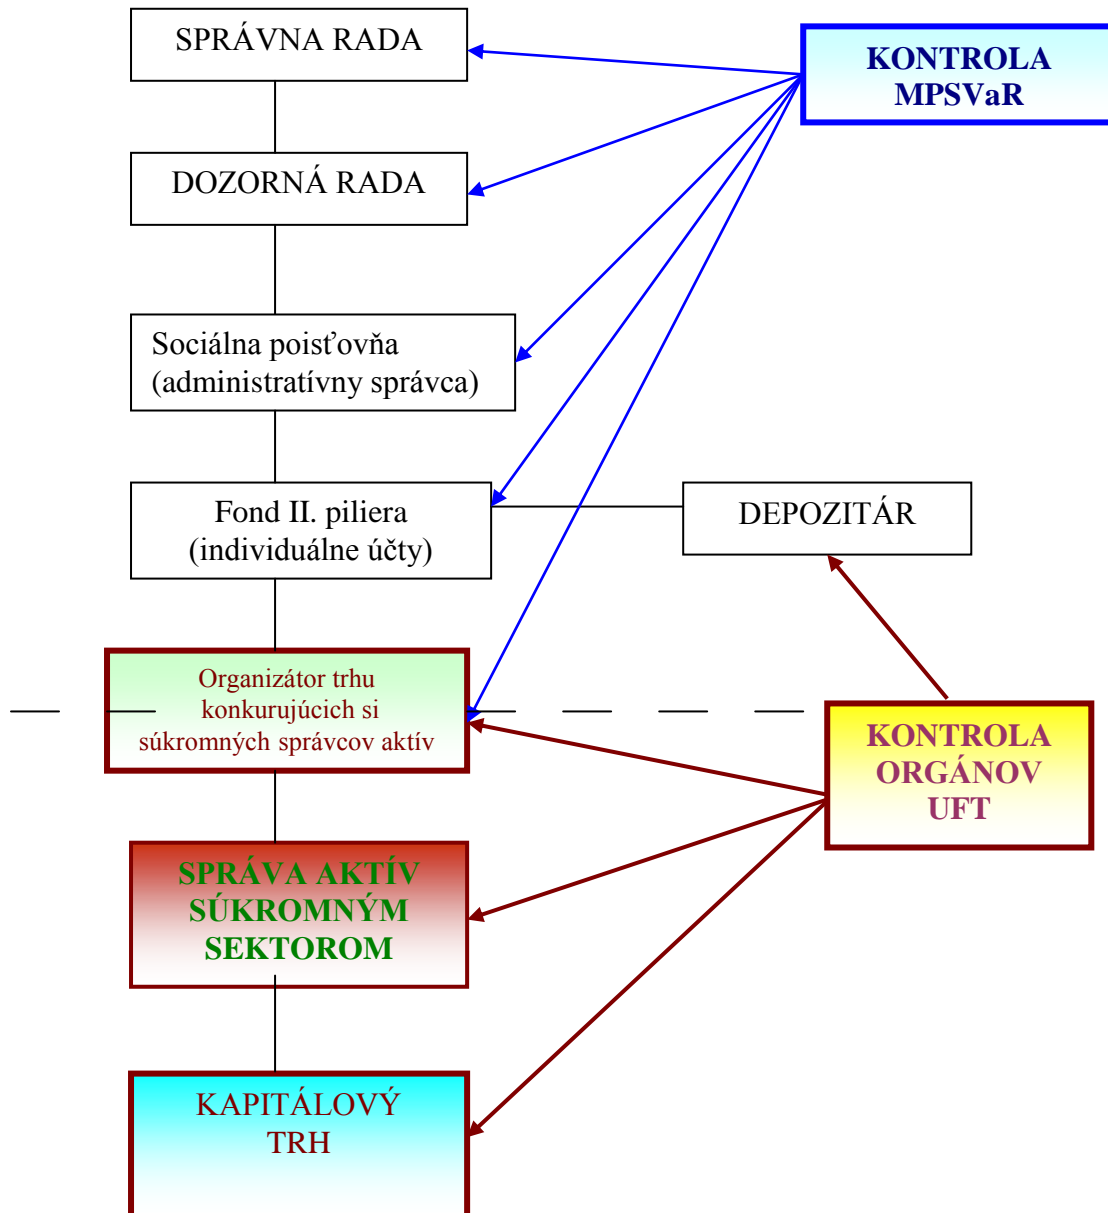 SPRÁVNA RADA
KONTROLA
MPSVaR
DOZORNÁ RADA
Sociálna poisťovňa
(administratívny správca)
Fond II. piliera
(individuálne účty)
DEPOZITÁR
Organizátor trhu
konkurujúcich si
súkromných správcov aktív
KONTROLA
ORGÁNOV
UFT
SPRÁVA AKTÍV
SÚKROMNÝM
SEKTOROM
KAPITÁLOVÝ
TRH